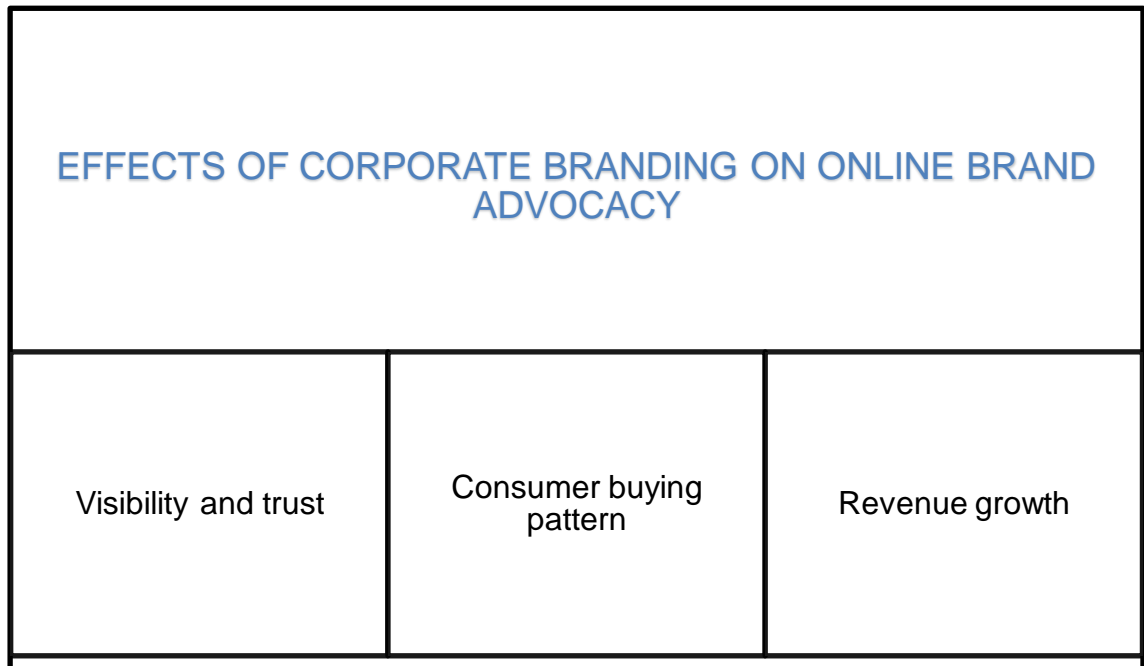 EFFECTS OF CORPORATE BRANDING ON ONLINE BRAND
ADVOCACY
Visibility and trust
Consumer buying
pattern
Revenue growth